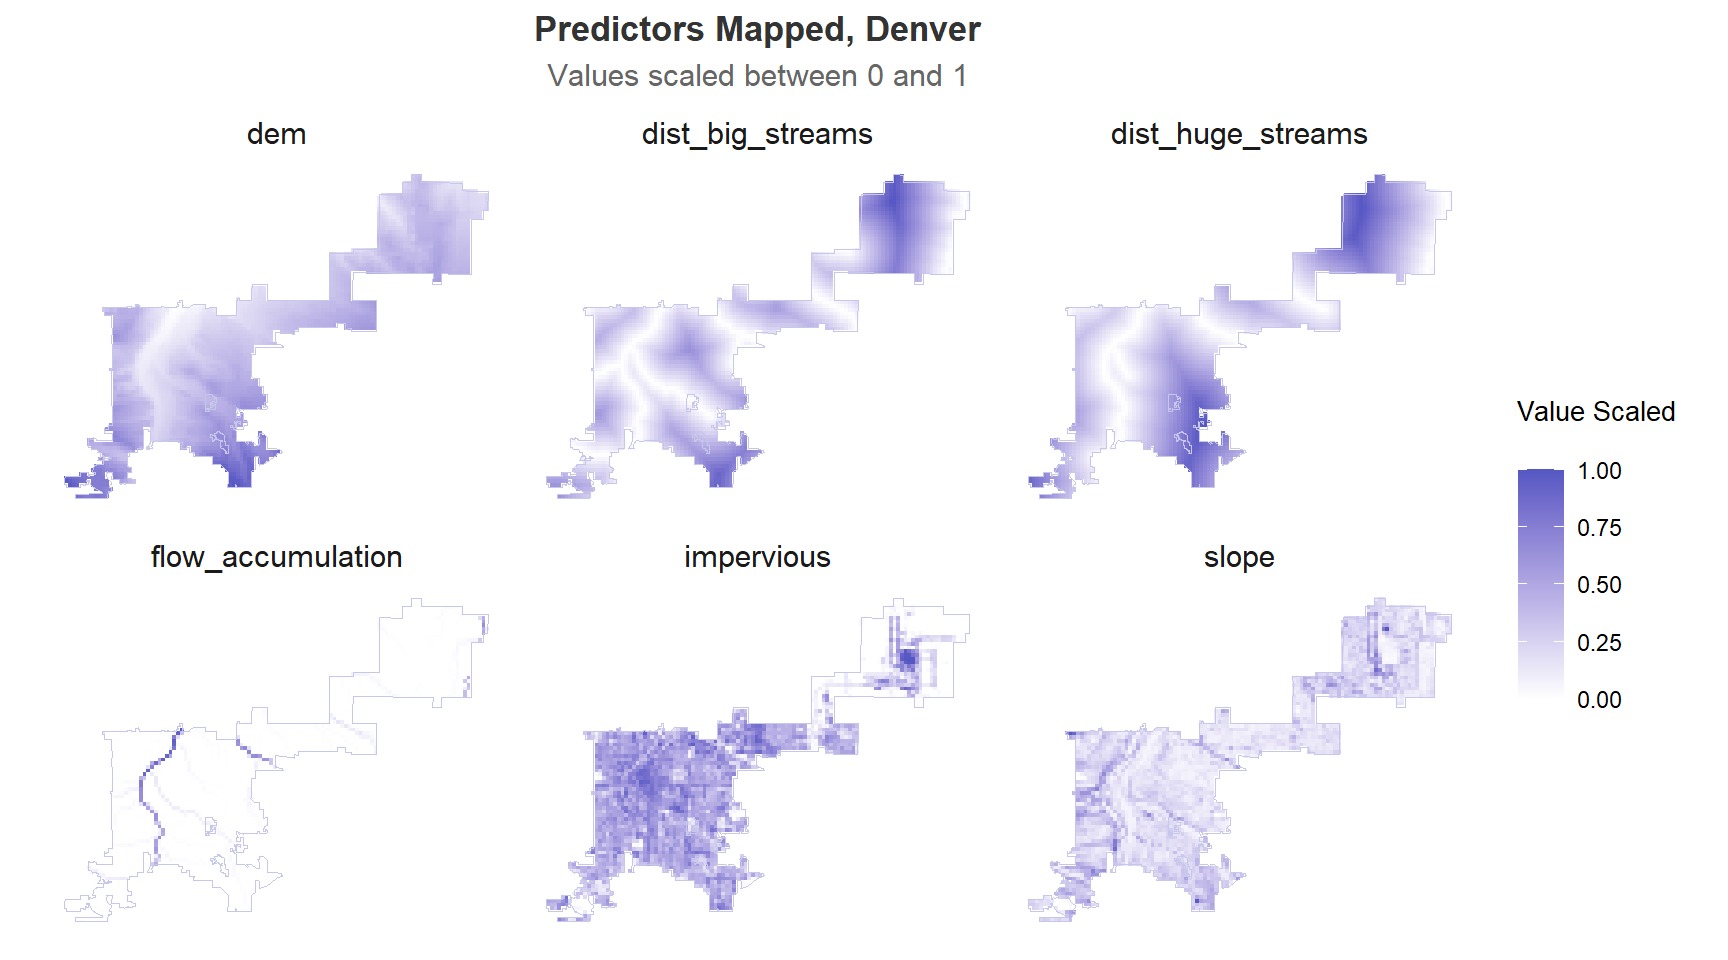 Predictors Mapped, Denver
Values scaled between 0 and 1
dem
dist_big_streams
dist_huge_streams
flow_accumulation
impervious
slope
Value Scaled
1.00
0.75
0.50
0.25
0.00